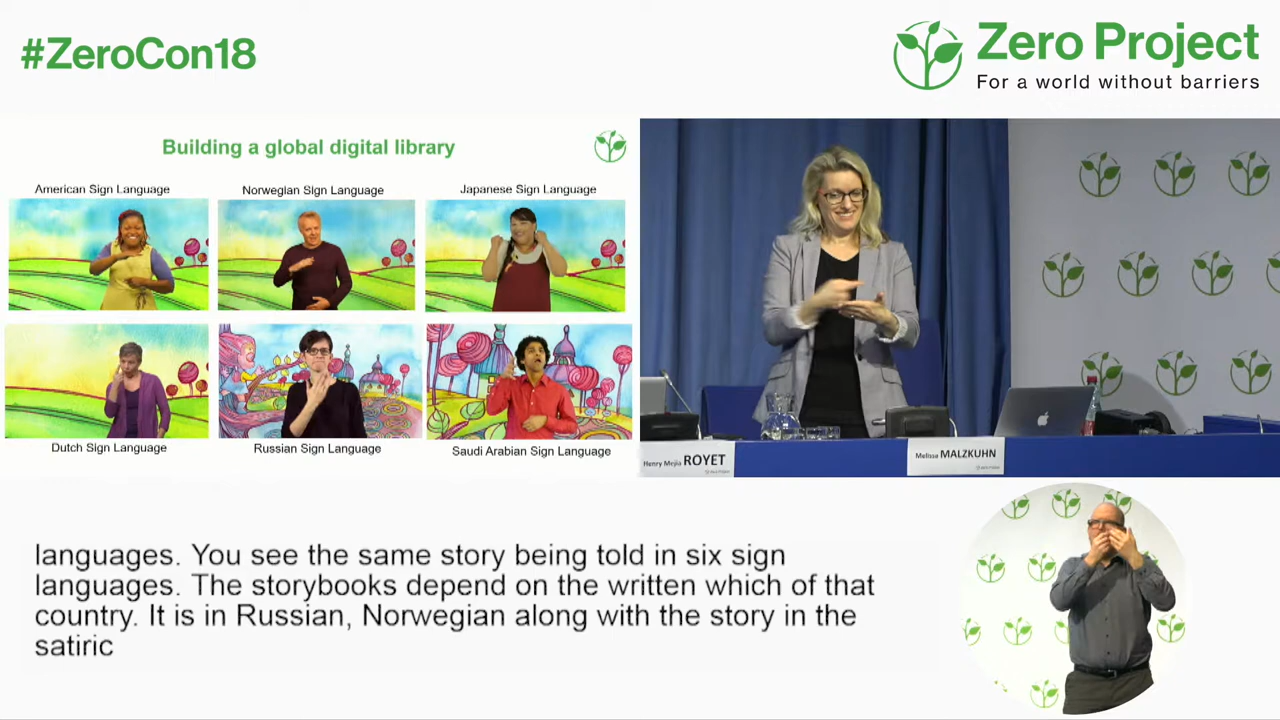 #ZeroCon18
Zero Project
For a world without barriers
Building a global digital library
American Sign Language
Norwegian Sign Language
Japanese Sign Language
Dutch Sign Language
Russian Sign Language
Saudi Arabian Sign Language
Henry Mejia ROYET
Melissa MALZKUHN
languages. You see the same story being told in six sign
languages. The storybooks depend on the written which of that
country. It is in Russian, Norwegian along with the story in the
satiric